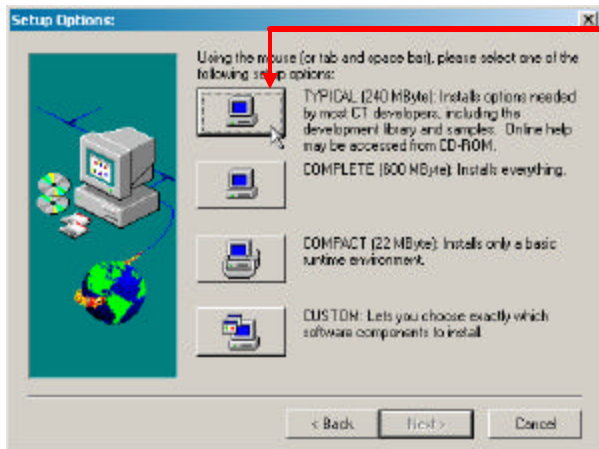 Setup Options:
Using the mouse (or tab and space bar), please select one of the
following setup options:
TYPICAL (240 MByte): Installs options needed
by most CT developers, including the
development library and samples. Online help
may be accessed from CD-ROM.
COMPLETE (600 MByte): Installs everything.
COMPACT (22 MByte): Installs only a basic
runtime environment.
CUSTOM: Lets you choose exactly which
software components to install.
< Back
Next >
Cancel